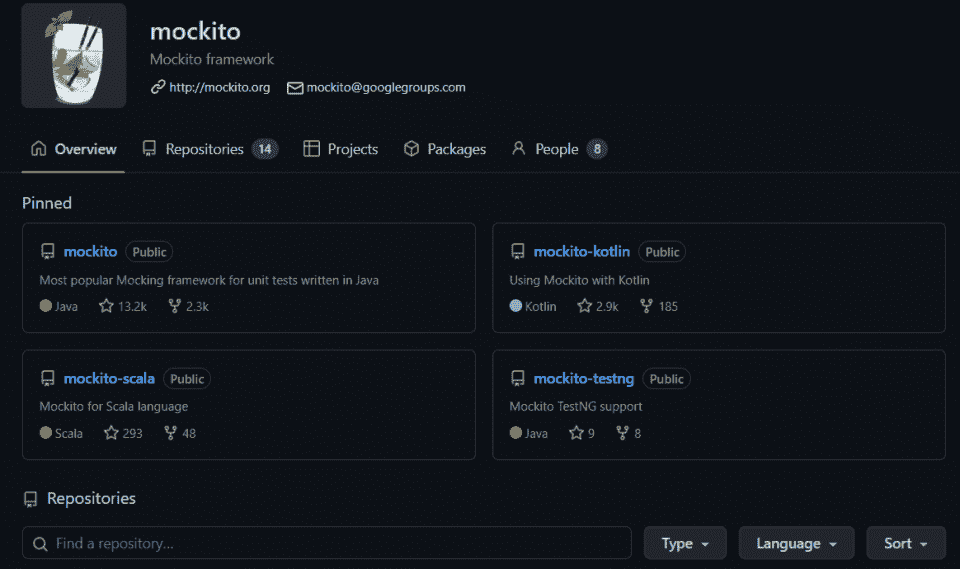 mockito
Mockito framework
http://mockito.org mockito@googlegroups.com
Overview Repositories 14 Projects Packages People 8
Pinned
mockito Public
Most popular Mocking framework for unit tests written in Java
Java 13.2k 2.3k
mockito-kotlin Public
Using Mockito with Kotlin
Kotlin 2.9k 185
mockito-scala Public
Mockito for Scala language
Scala 293 48
mockito-testng Public
Mockito TestNG support
Java 9 8
Repositories
Find a repository... Type Language Sort